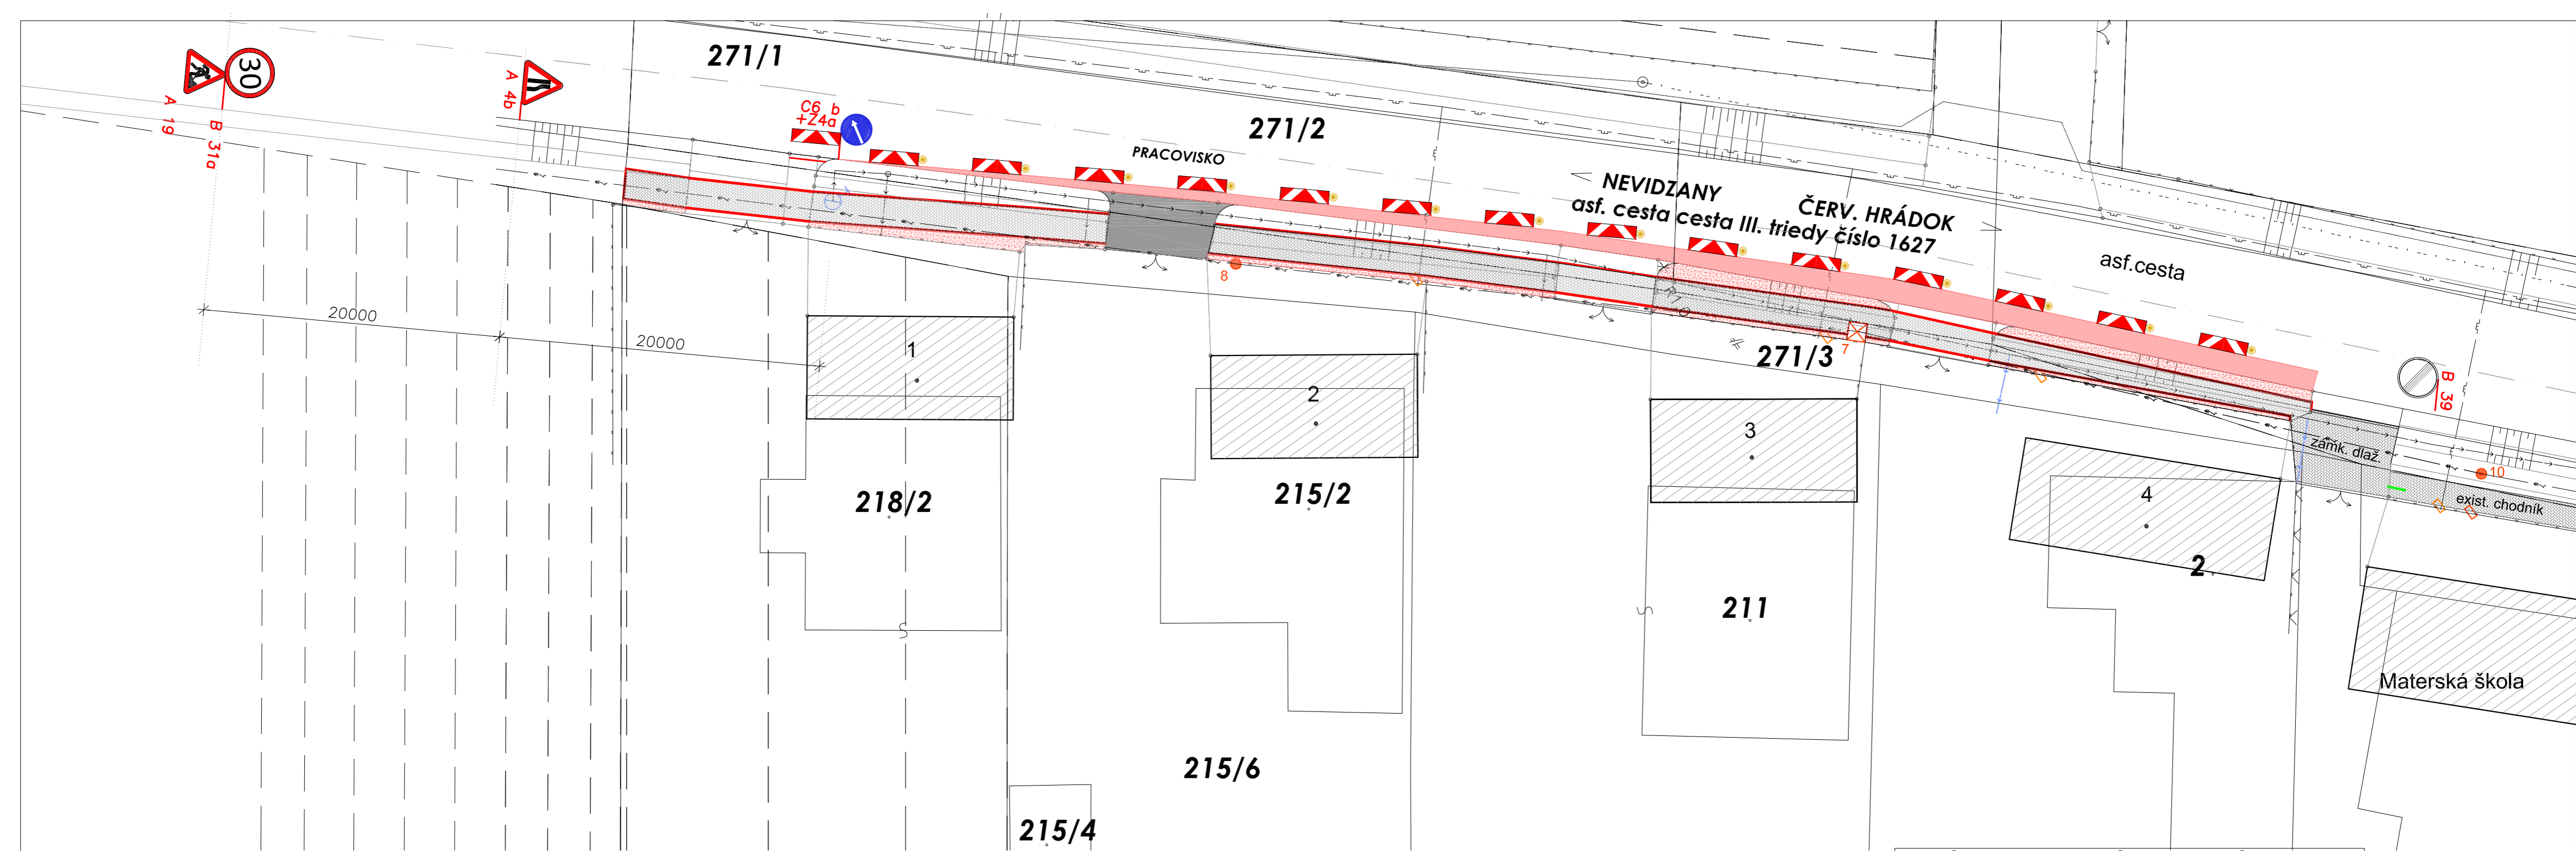 271/1
30
A 19
B 31a
A 4b
C6 b
+Z4a
271/2
PRACOVISKO
NEVIDZANY
ČERV. HRÁDOK
asf. cesta cesta III. triedy číslo 1627
asf.cesta
20000
20000
8
7
271/3
B 39
zámk. dlaž.
10
exist. chodník
1
2
3
4
218/2
215/2
211
2
Materská škola
215/6
215/4